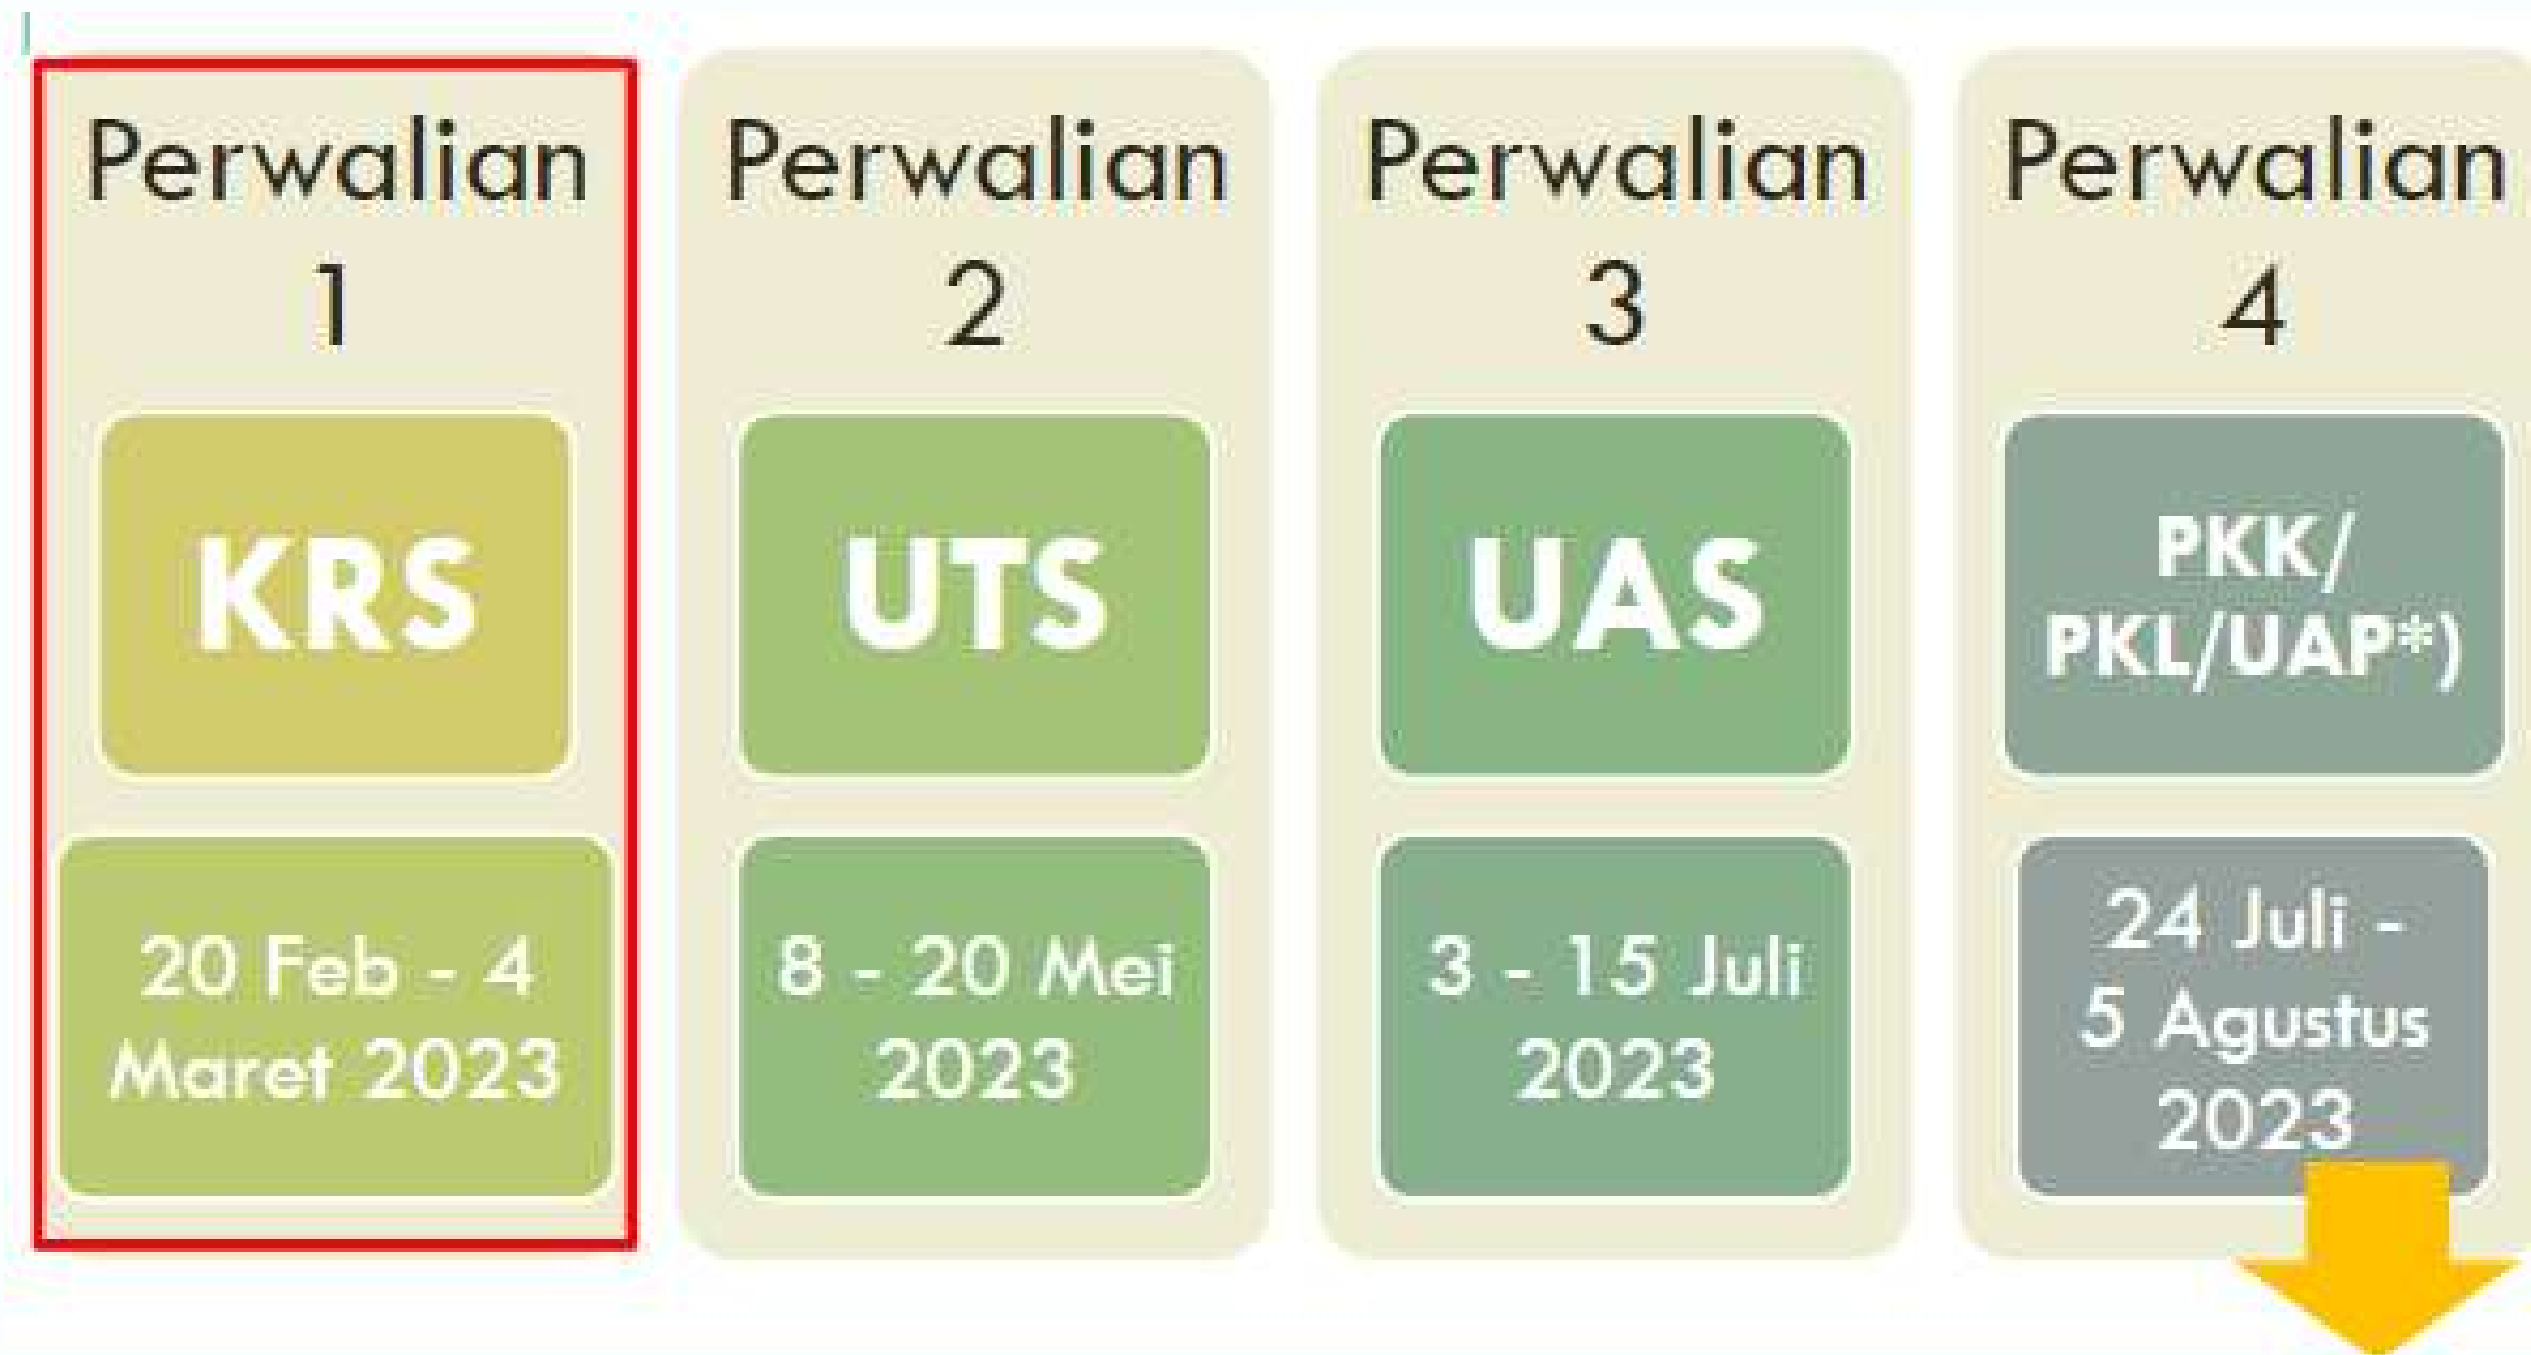 Perwalian
1
KRS
20 Feb - 4
Maret 2023
Perwalian
2
UTS
8 - 20 Mei
2023
Perwalian
3
UAS
3 - 15 Juli
2023
Perwalian
4
PKK/
PKL/UAP*)
24 Juli -
5 Agustus
2023